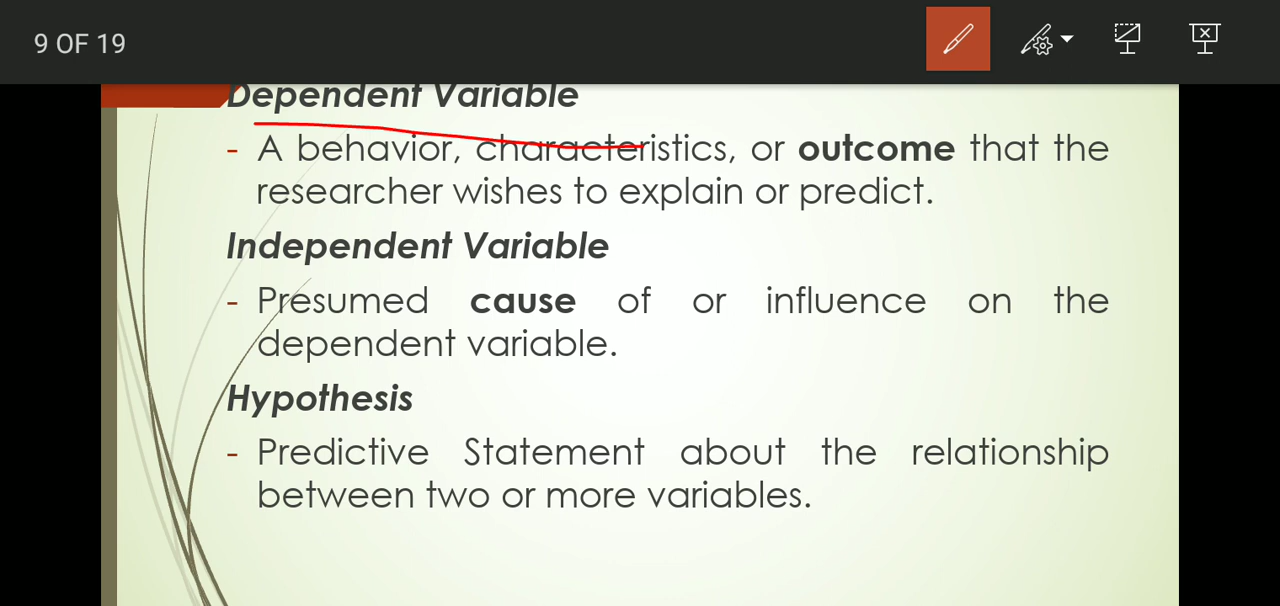 9 OF 19
Dependent Variable
- A behavior, characteristics, or outcome that the
researcher wishes to explain or predict.
Independent Variable
- Presumed cause of or influence on the
dependent variable.
Hypothesis
- Predictive Statement about the relationship
between two or more variables.